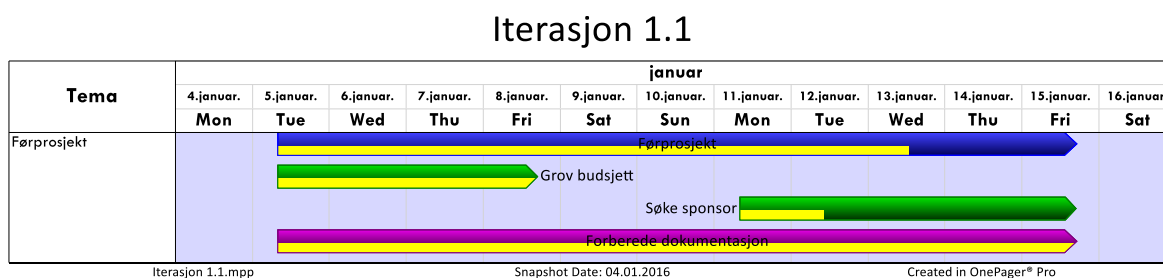 Iterasjon 1.1
Tema
januar
4.januar. 5.januar. 6.januar. 7.januar. 8.januar. 9.januar. 10.januar. 11.januar. 12.januar. 13.januar. 14.januar. 15.januar. 16.januar
Mon Tue Wed Thu Fri Sat Sun Mon Tue Wed Thu Fri Sat
Førprosjekt
Førprosjekt
Grov budsjett
Søke sponsor
Forberede dokumentasjon
Iterasjon 1.1.mpp Snapshot Date: 04.01.2016 Created in OnePager® Pro